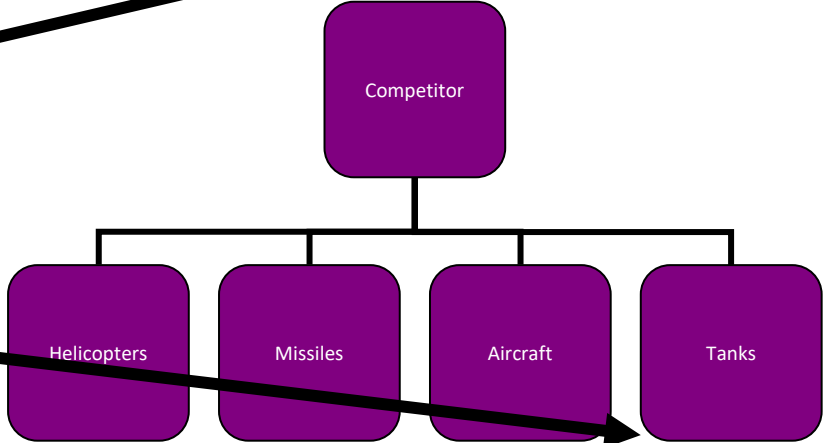 Competitor
Helicopters
Missiles
Aircraft
Tanks